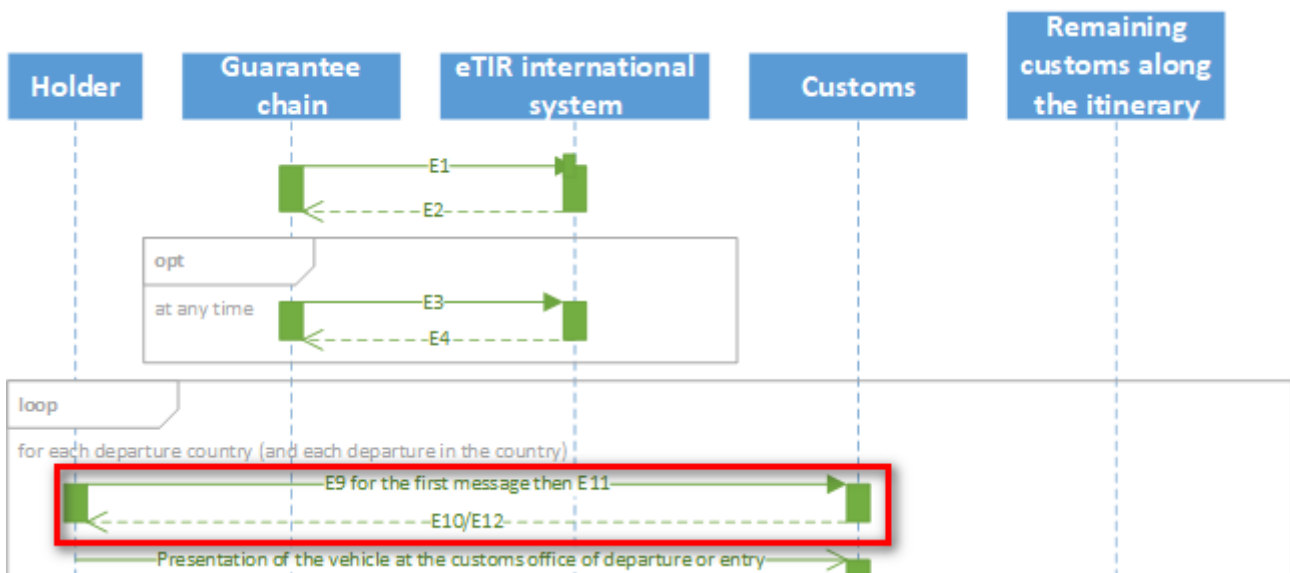 Holder
Guarantee
chain
eTIR international
system
Customs
Remaining
customs along
the itinerary
E1
E2
opt
at any time
E3
E4
loop
for each departure country (and each departure in the country)
E9 for the first message then E11
E10/E12
Presentation of the vehicle at the customs office of departure or entry